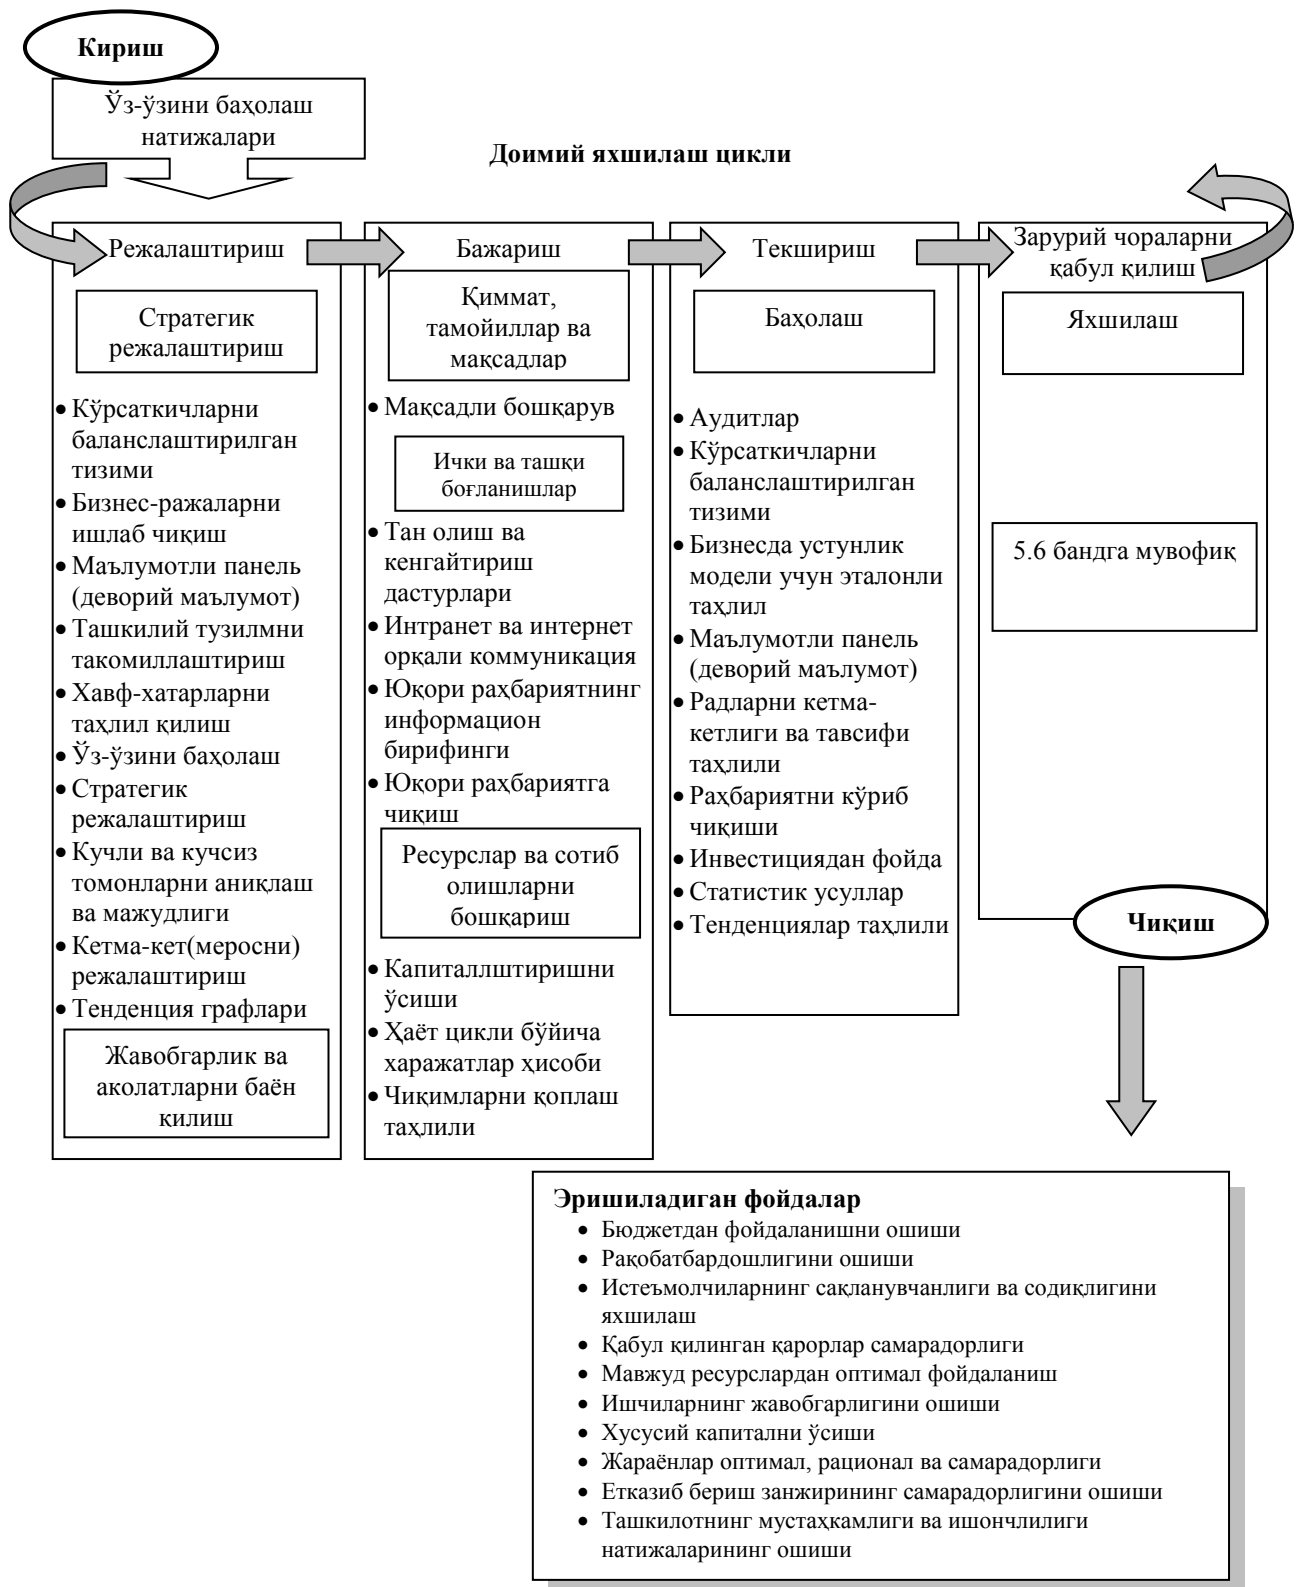 Кириш
Ўз-ўзини баҳолаш
натижалари
Доимий яхшилаш цикли
Режалаштириш
Стратегик
режалаштириш
• Кўрсаткичларни
баланслаштирилган
тизими
• Бизнес-ражаларни
ишлаб чиқиш
• Маълумотли панель
(деворий маълумот)
• Ташкилий тузилмни
такомиллаштириш
• Хавф-хатарларни
таҳлил қилиш
• Ўз-ўзини баҳолаш
• Стратегик
режалаштириш
• Кучли ва кучсиз
томонларни аниқлаш
ва мажудлиги
• Кетма-кет(меросни)
режалаштириш
• Тенденция графлари
Жавобгарлик ва
аколатларни баён
қилиш
Бажариш
Қиммат,
тамойиллар ва
мақсадлар
• Мақсадли бошқарув
Ички ва ташқи
боғланишлар
• Тан олиш ва
кенгайтириш
дастурлари
• Интранет ва интернет
орқали коммуникация
• Юқори раҳбариятнинг
информацион
бирифинги
• Юқори раҳбариятга
чиқиш
Ресурслар ва сотиб
олишларни
бошқариш
• Капиталлштиришни
ўсиши
• Ҳаёт цикли бўйича
харажатлар ҳисоби
• Чиқимларни қоплаш
таҳлили
Текшириш
Баҳолаш
• Аудитлар
• Кўрсаткичларни
баланслаштирилган
тизими
• Бизнесда устунлик
модели учун эталонли
таҳлил
• Маълумотли панель
(деворий маълумот)
• Радларни кетма-
кетлиги ва тавсифи
таҳлили
• Раҳбариятни кўриб
чиқиши
• Инвестициядан фойда
• Статистик усуллар
• Тенденциялар таҳлили
Зарурий чораларни
қабул қилиш
Яхшилаш
5.6 бандга мувофиқ
Чиқиш
Эришиладиган фойдалар
• Бюджетдан фойдаланишни ошиши
• Рақобатбардошлигини ошиши
• Истеъмолчиларнинг сақланувчанлиги ва содиқлигини
яхшилаш
• Қабул қилинган қарорлар самарадорлиги
• Мавжуд ресурслардан оптимал фойдаланиш
• Ишчиларнинг жавобгарлигини ошиши
• Хусусий капитални ўсиши
• Жараёнлар оптимал, рационал ва самарадорлиги
• Етказиб бериш занжирининг самарадорлигини ошиши
• Ташкилотнинг мустаҳкамлиги ва ишончлилиги
натижаларининг ошиши